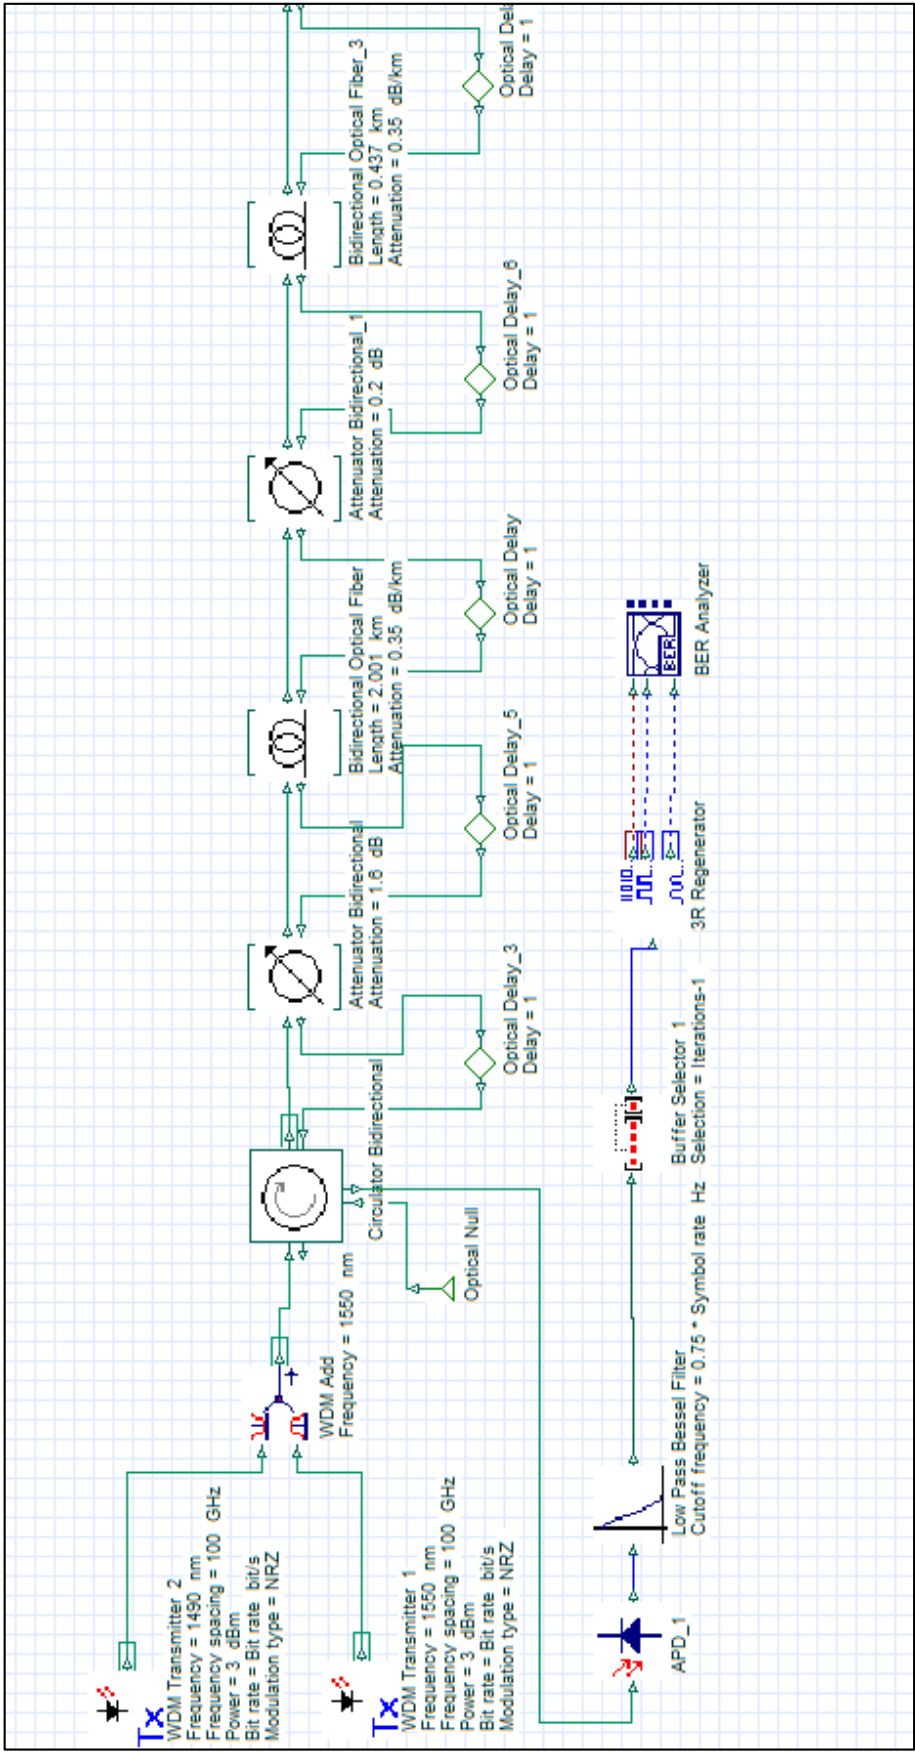 Tx
WDM Transmitter 2
Frequency = 1490 nm
Frequency spacing = 100 GHz
Power = 3 dBm
Bit rate = Bit rate bit/s
Modulation type = NRZ
Tx
WDM Transmitter 1
Frequency = 1550 nm
Frequency spacing = 100 GHz
Power = 3 dBm
Bit rate = Bit rate bit/s
Modulation type = NRZ
WDM Add
Frequency = 1550 nm
Circulator Bidirectional
Optical Null
Attenuator Bidirectional
Attenuation = 1.6 dB
Optical Delay_3
Delay = 1
Bidirectional Optical Fiber
Length = 2.001 km
Attenuation = 0.35 dB/km
Optical Delay_5
Delay = 1
Attenuator Bidirectional_1
Attenuation = 0.2 dB
Optical Delay
Delay = 1
Bidirectional Optical Fiber_3
Length = 0.437 km
Attenuation = 0.35 dB/km
Optical Delay_6
Delay = 1
Optical Del
Delay = 1
APD_1
Low Pass Bessel Filter
Cutoff frequency = 0.75 * Symbol rate Hz
Buffer Selector 1
Selection = Iterations-1
3R Regenerator
BER
BER Analyzer